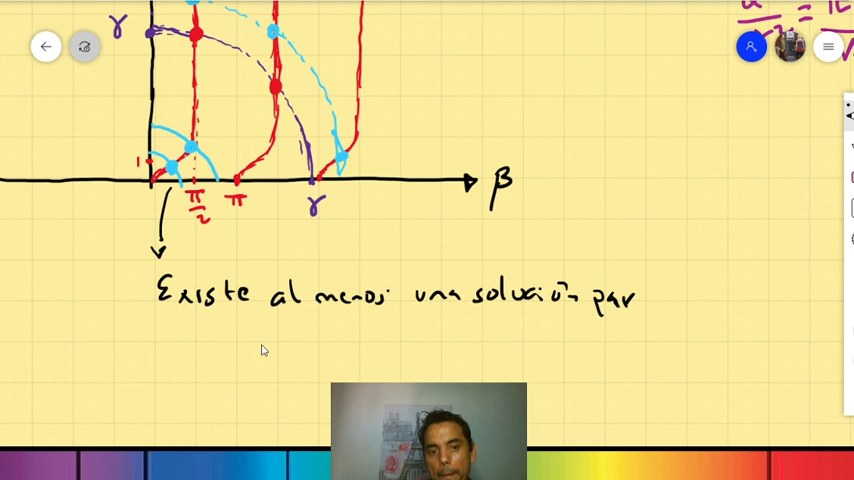 γ
1
π/2
π
γ
β
Existe al menos una solución par